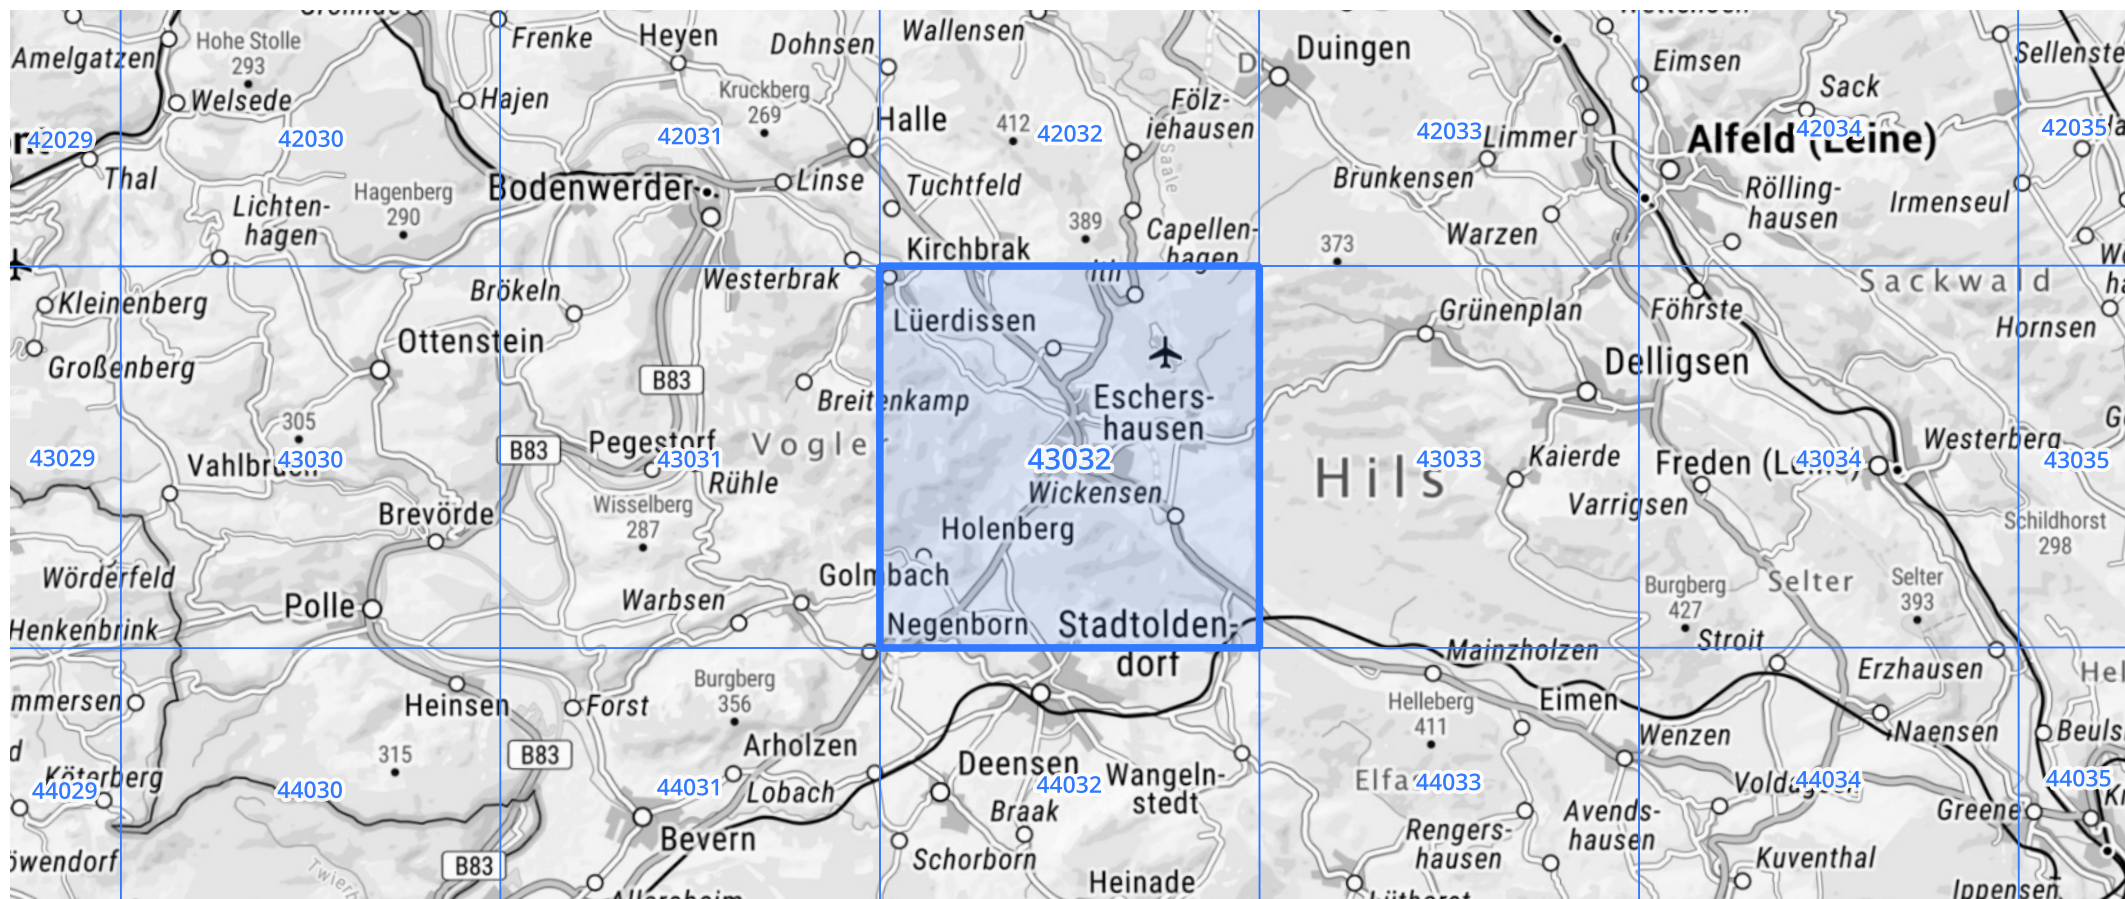 Amelgatzen
Hohe Stolle
293
Frenke
Heyen
Dohnsen
Wallensen
Duingen
Eimsen
Sack
Welsede
Hajen
Kruckberg
269
Halle
412
Fölz-
iehausen
42029
42030
42031
42032
42033
42034
42035
Limmer
Alfeld (Leine)
Thal
Lichten-
hagen
Hagenberg
290
Bodenwerder
Linse
Tuchtfeld
Saale
Brunkensen
Rölling-
hausen
Irmenseul
389
Capellen-
hagen
373
Warzen
Kirchbrak
Westerbrak
Ith
Sackwald
Kleinenberg
Brökeln
Lüerdissen
Grünenplan
Föhrste
Hornsen
Großenberg
Ottenstein
B83
Breitenkamp
Eschers-
hausen
Delligsen
305
Vahlbruch
B83
Pegestorf
Vogler
Rühle
Westerberg
Kaierde
Freden (Leine)
43029
43030
43031
43032
43033
43034
43035
Hils
Wickensen
Varrigsen
Wisselberg
287
Brevörde
Holenberg
Schildhorst
298
Wörderfeld
Golmbach
Burgberg
427
Selter
Selter
393
Polle
Warbsen
Henkenbrink
Negenborn
Stadtolden-
dorf
Mainzholzen
Stroit
Erzhausen
Heinsen
Forst
Burgberg
356
Helleberg
411
Eimen
315
B83
Arholzen
Deensen
Wangeln-
stedt
Wenzen
Naensen
Köterberg
Lobach
Braak
44029
44030
44031
44032
44033
44034
44035
Avends-
hausen
Greene
Bevern
Schorborn
Rengers-
hausen
Kuventhal
B83
Heinade
Ippensen